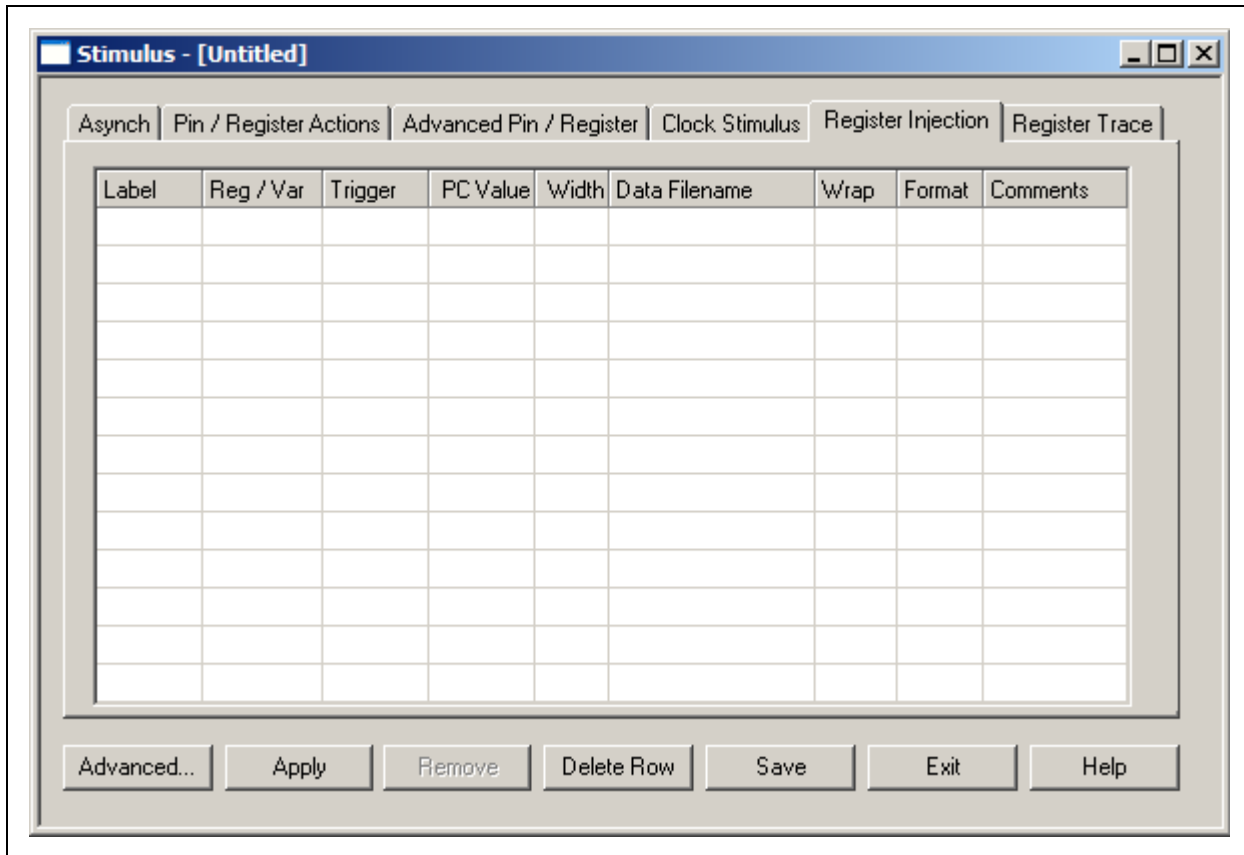 Stimulus - [Untitled]
Asynch Pin / Register Actions Advanced Pin / Register Clock Stimulus Register Injection Register Trace
Label Reg / Var Trigger PC Value Width Data Filename Wrap Format Comments
Advanced... Apply Remove Delete Row Save Exit Help